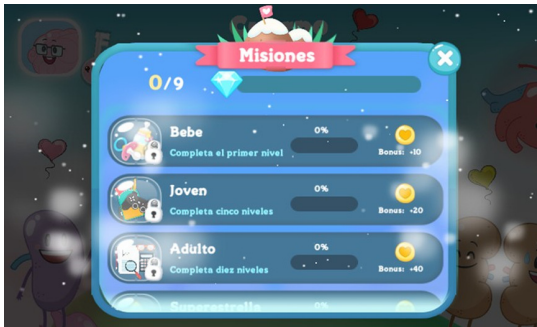 Misiones
0/9
Bebe
0%
Completa el primer nivel
Bonus: +10
Joven
0%
Completa cinco niveles
Bonus: +20
Adulto
0%
Completa diez niveles
Bonus: +40
Superestrella
0%